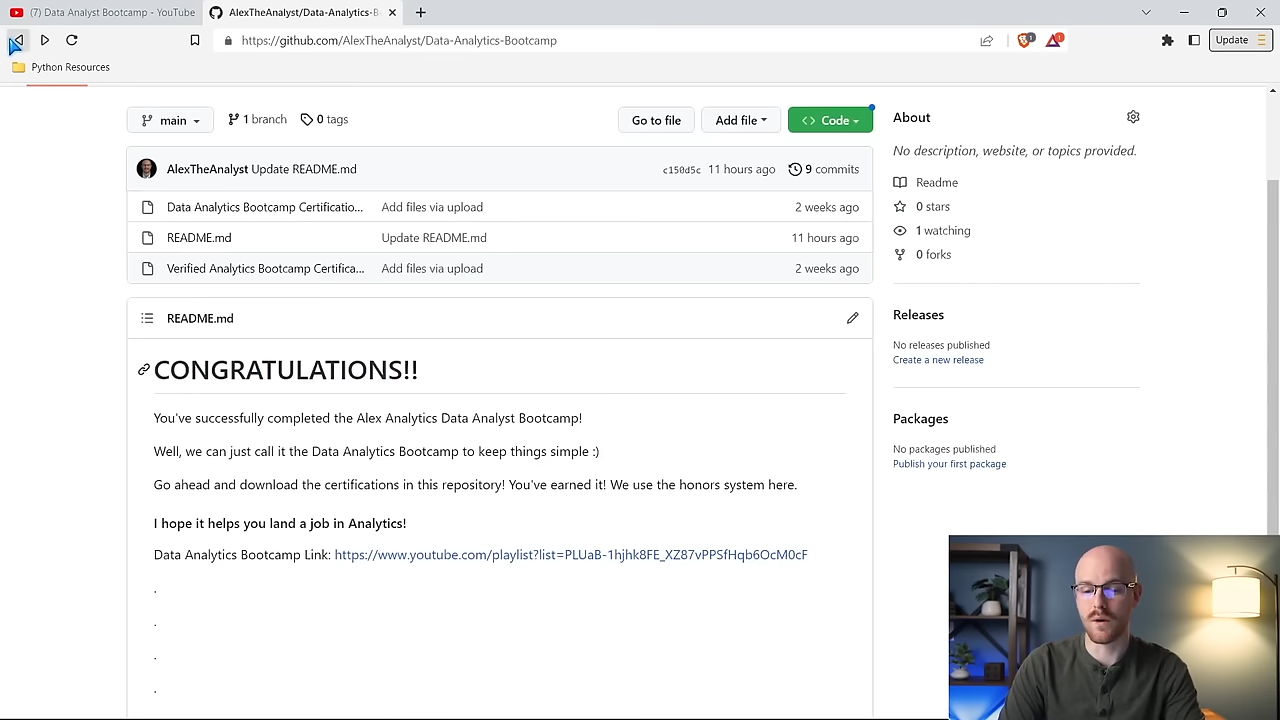 (7) Data Analyst Bootcamp - YouTube
AlexTheAnalyst/Data-Analytics-B
https://github.com/AlexTheAnalyst/Data-Analytics-Bootcamp
1
1
Update
Python Resources
main
1 branch
0 tags
Go to file
Add file
Code
AlexTheAnalyst Update README.md
c150d5c 11 hours ago 9 commits
Data Analytics Bootcamp Certificatio... Add files via upload 2 weeks ago
README.md Update README.md 11 hours ago
Verified Analytics Bootcamp Certifica... Add files via upload 2 weeks ago
README.md
CONGRATULATIONS!!
You've successfully completed the Alex Analytics Data Analyst Bootcamp!
Well, we can just call it the Data Analytics Bootcamp to keep things simple :)
Go ahead and download the certifications in this repository! You've earned it! We use the honors system here.
I hope it helps you land a job in Analytics!
Data Analytics Bootcamp Link: https://www.youtube.com/playlist?list=PLUaB-1hjhk8FE_XZ87vPPSfHqb6OcM0cF
.
.
.
.
About
No description, website, or topics provided.
Readme
0 stars
1 watching
0 forks
Releases
No releases published
Create a new release
Packages
No packages published
Publish your first package